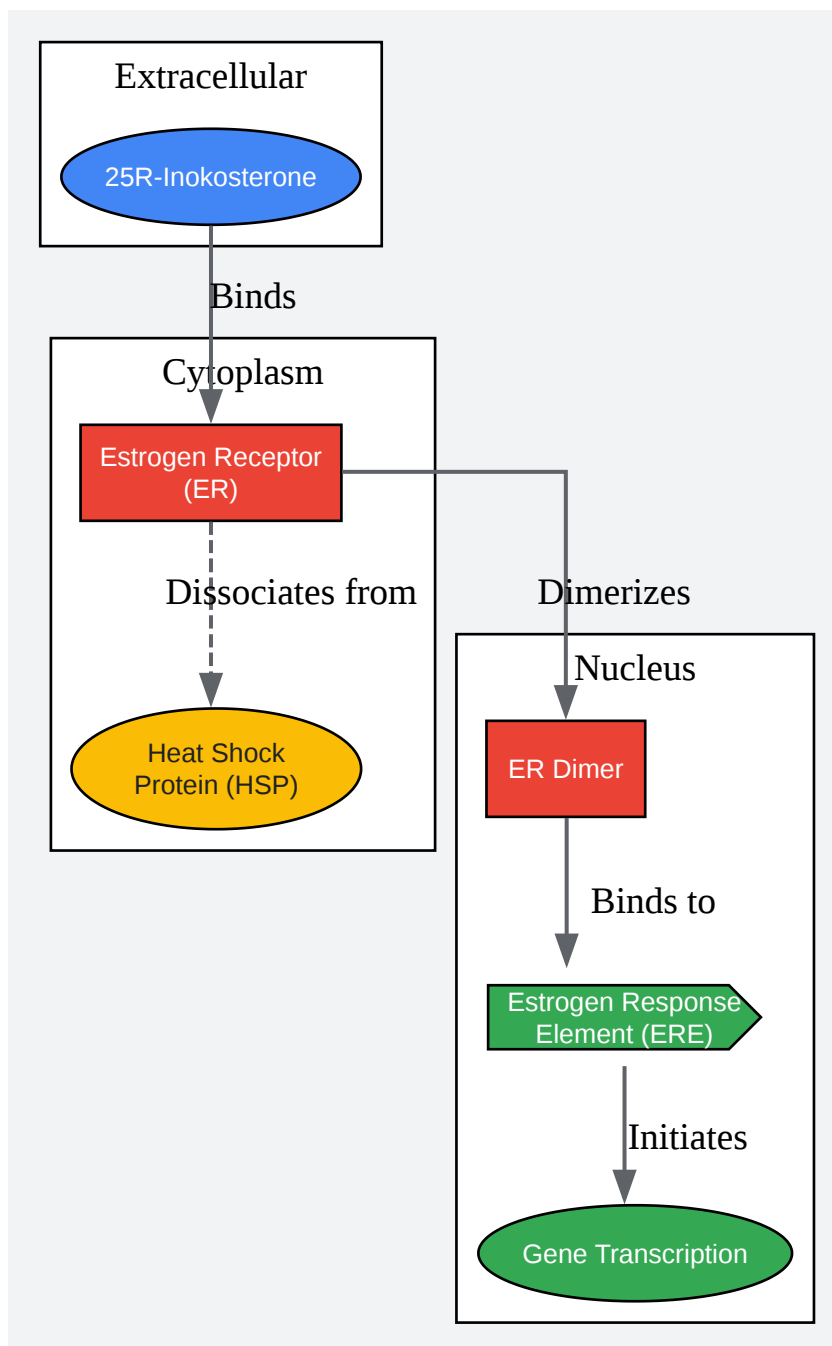 Extracellular
25R-Inokosterone
Binds
Cytoplasm
Estrogen Receptor
(ER)
Dissociates from
Heat Shock
Protein (HSP)
Dimerizes
Nucleus
ER Dimer
Binds to
Estrogen Response
Element (ERE)
Initiates
Gene Transcription